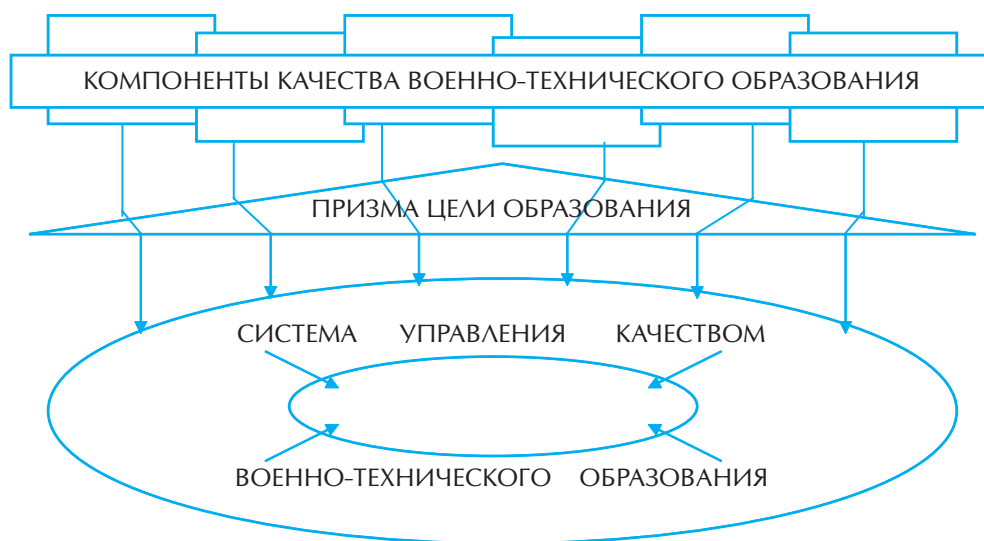 КОМПОНЕНТЫ КАЧЕСТВА ВОЕННО-ТЕХНИЧЕСКОГО ОБРАЗОВАНИЯ
ПРИЗМА ЦЕЛИ ОБРАЗОВАНИЯ
СИСТЕМА УПРАВЛЕНИЯ КАЧЕСТВОМ
ВОЕННО-ТЕХНИЧЕСКОГО ОБРАЗОВАНИЯ